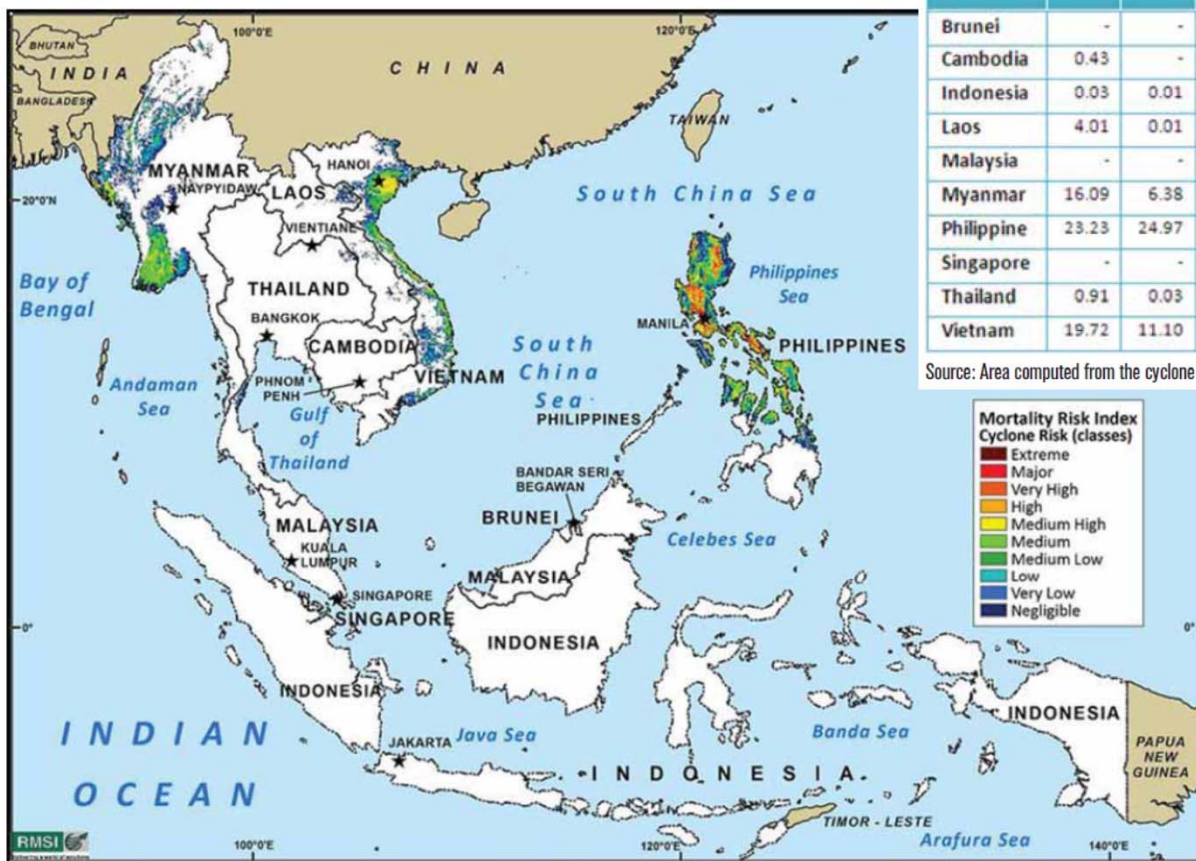 100°0'E
120°0'E
BHUTAN
INDIA
BANGLADESH
CHINA
TAIWAN
MYANMAR
NAYPYIDAW
HANOI
LAOS
20°0'N
VIENTIANE
South China Sea
Bay of
Bengal
THAILAND
BANGKOK
Philippines
Sea
MANILA
PHILIPPINES
CAMBODIA
PHNOM
PENH
VIETNAM
South
China
Sea
Andaman
Sea
Gulf
of
Thailand
PHILIPPINES
BANDAR SERI
BEGAWAN
BRUNEI
MALAYSIA
KUALA
LUMPUR
Celebes Sea
MALAYSIA
SINGAPORE
SINGAPORE
INDONESIA
0°
0°
INDONESIA
INDONESIA
INDIAN
OCEAN
JAKARTA
Java Sea
Banda Sea
INDONESIA
PAPUA
NEW
GUINEA
TIMOR - LESTE
Arafura Sea
RMSI
100°0'E
120°0'E
140°0'E
Brunei - -
Cambodia 0.43 -
Indonesia 0.03 0.01
Laos 4.01 0.01
Malaysia - -
Myanmar 16.09 6.38
Philippine 23.23 24.97
Singapore - -
Thailand 0.91 0.03
Vietnam 19.72 11.10
Source: Area computed from the cyclone
Mortality Risk Index
Cyclone Risk (classes)
Extreme
Major
Very High
High
Medium High
Medium
Medium Low
Low
Very Low
Negligible